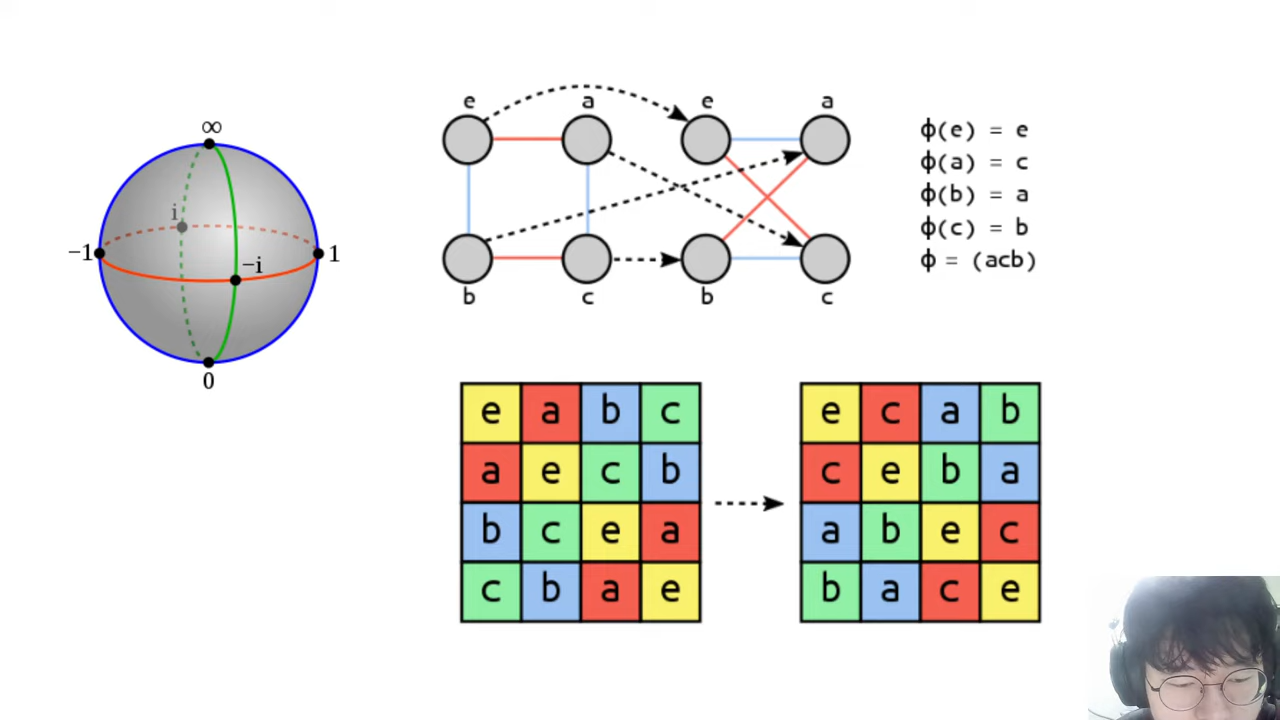 ∞
i
−1
1
−i
0
e a e a
b c b c
ϕ(e) = e
ϕ(a) = c
ϕ(b) = a
ϕ(c) = b
ϕ = (acb)
e a b c
a e c b
b c e a
c b a e
e c a b
c e b a
a b e c
b a c e